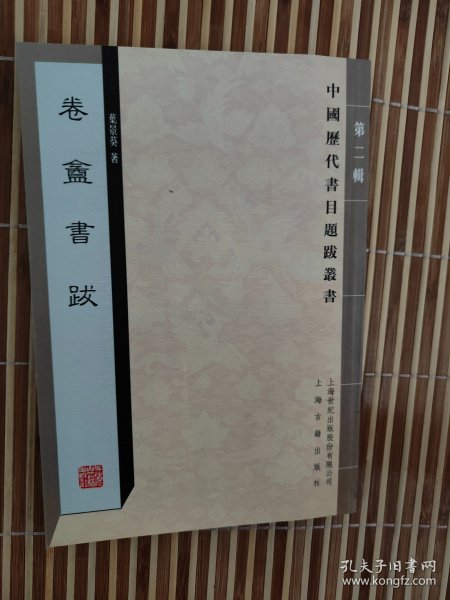 中國歷代書目題跋叢書
第二輯
葉景葵 著
卷盦書跋
上海世紀出版股份有限公司
上海古籍出版社
孔夫子旧书网
www.kongfz.com